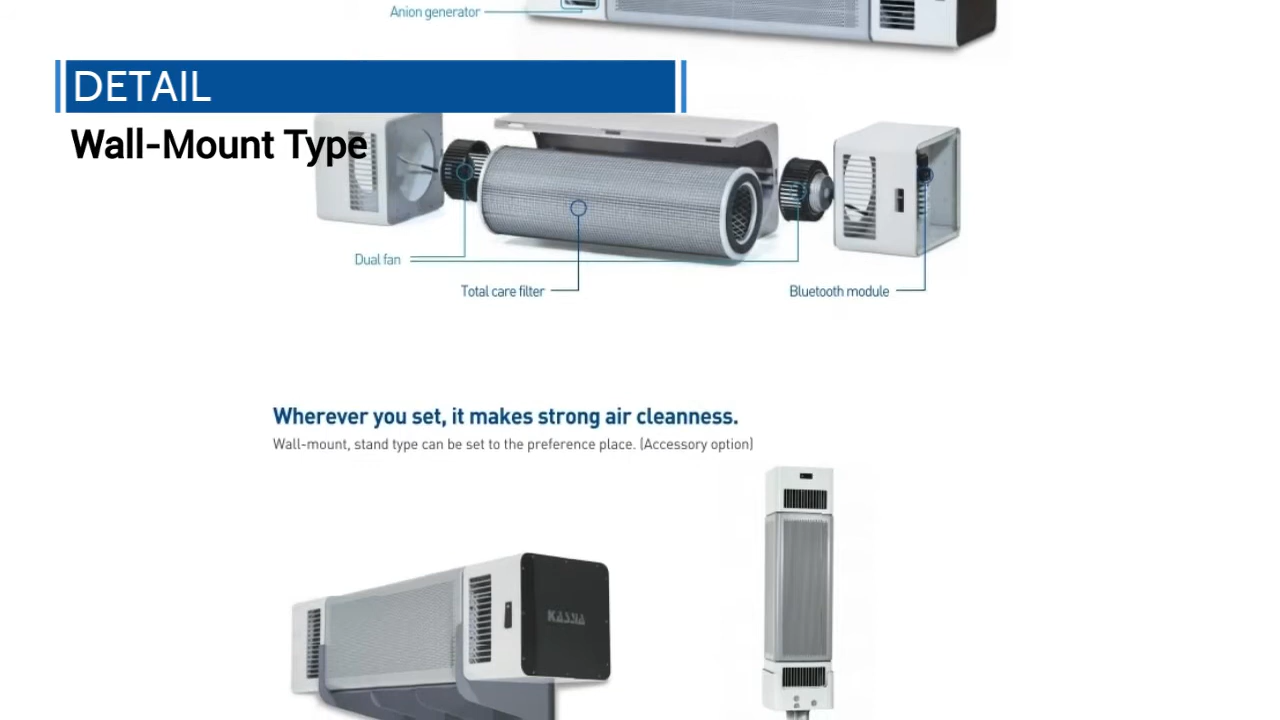 Anion generator
DETAIL
Wall-Mount Type
Dual fan
Total care filter
Bluetooth module
Wherever you set, it makes strong air cleanness.
Wall-mount, stand type can be set to the preference place. (Accessory option)